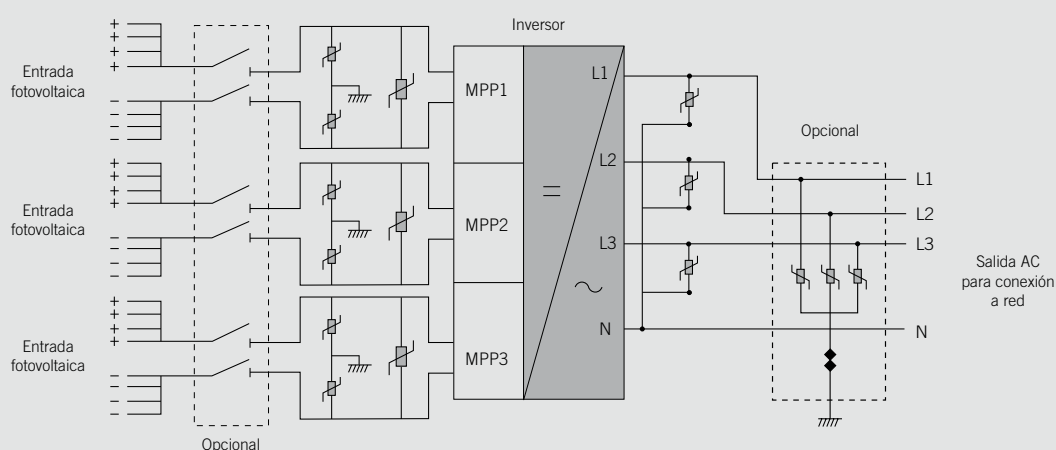 Inversor
+
+
+
+
Entrada
fotovoltaica
–
–
–
–
MPP1
L1
Opcional
+
+
+
+
Entrada
fotovoltaica
–
–
–
–
MPP2
=
L2
L1
L2
L3
L3
Salida AC
para conexión
a red
+
+
+
+
Entrada
fotovoltaica
–
–
–
–
MPP3
~
N
N
Opcional